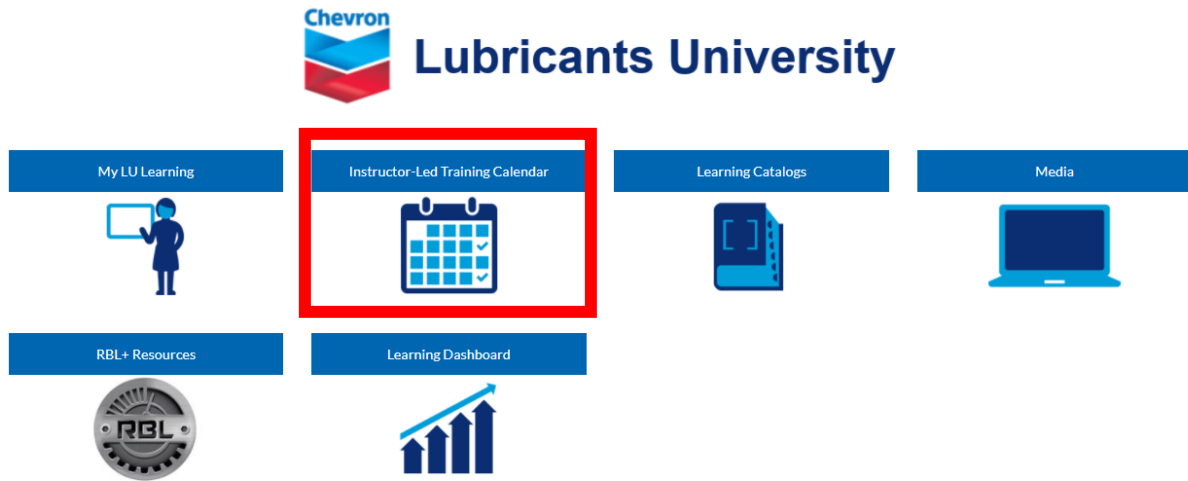 Chevron
Lubricants University
My LU Learning
Instructor-Led Training Calendar
Learning Catalogs
Media
RBL+ Resources
Learning Dashboard
RBL